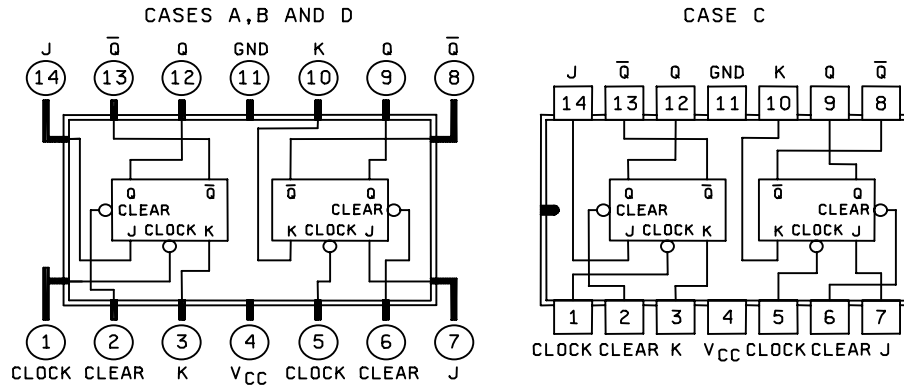 CASES A,B AND D
CASE C
J Q̅ Q GND K Q Q̅
14 13 12 11 10 9 8
Q Q̅ Q̅ Q
CLEAR CLEAR
J CLOCK K K CLOCK J
1 2 3 4 5 6 7
CLOCK CLEAR K VCC CLOCK CLEAR J
J Q̅ Q GND K Q Q̅
14 13 12 11 10 9 8
Q Q̅ Q̅ Q
CLEAR CLEAR
J CLOCK K K CLOCK J
1 2 3 4 5 6 7
CLOCK CLEAR K VCC CLOCK CLEAR J